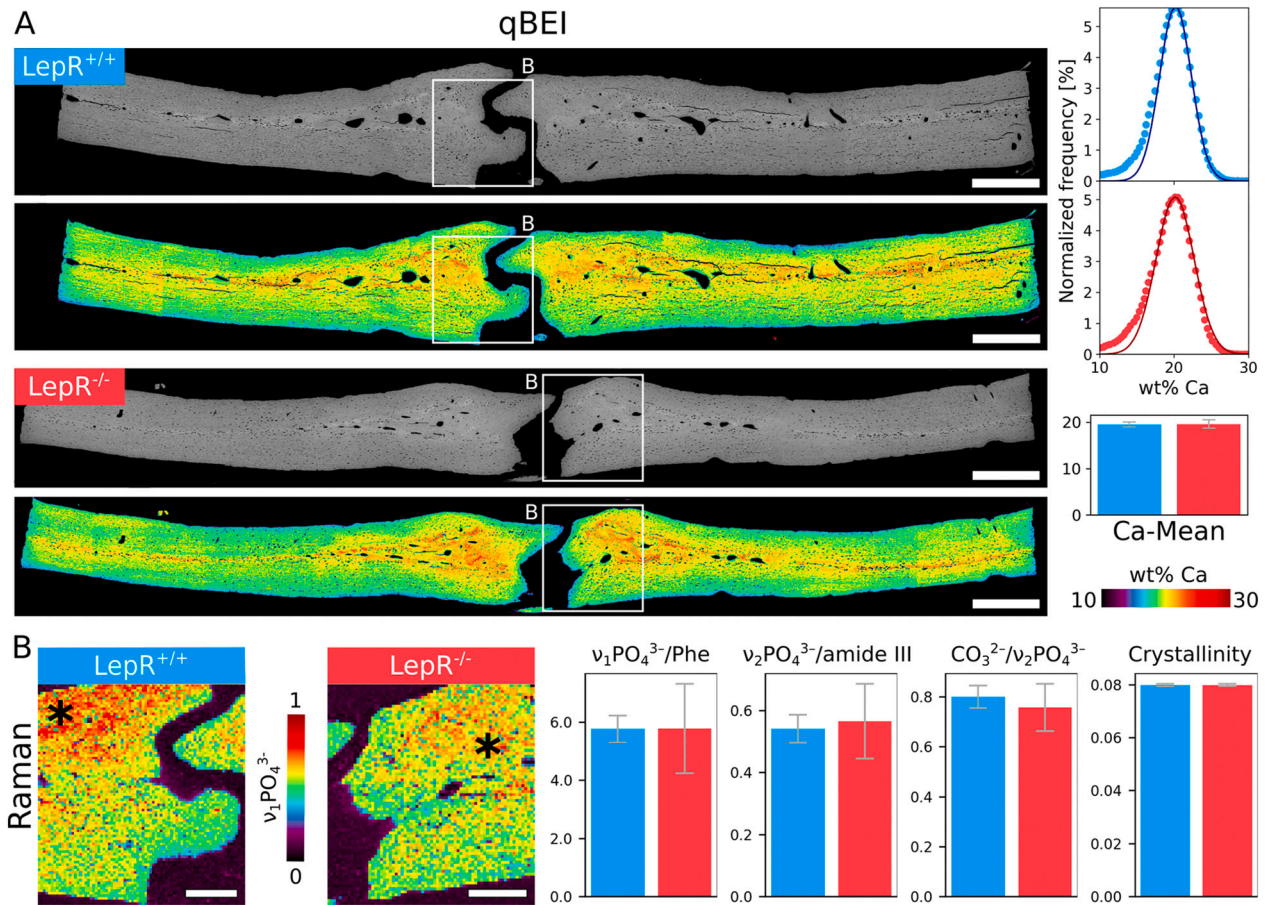 A
qBEI
LepR+/+
B
B
LepR-/-
B
B
Normalized frequency [%]
5
4
3
2
1
0
5
4
3
2
1
0
10 20 30
wt% Ca
20
10
0
Ca-Mean
wt% Ca
10 30
B
Raman
LepR+/+
*
1
ν₁PO₄³⁻
0
LepR-/-
*
ν₁PO₄³⁻/Phe
6.0
4.0
2.0
0.0
ν₂PO₄³⁻/amide III
0.6
0.4
0.2
0.0
CO₃²⁻/ν₂PO₄³⁻
0.8
0.6
0.4
0.2
0.0
Crystallinity
0.08
0.06
0.04
0.02
0.00